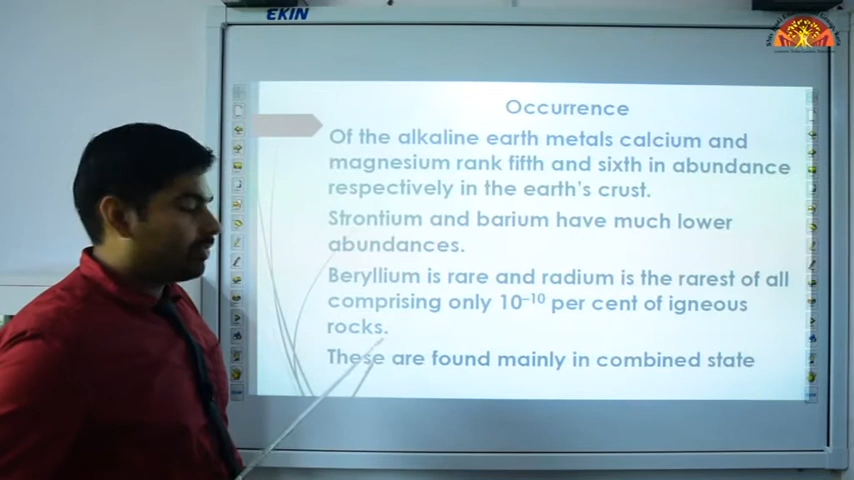 EKIN
Occurrence
Of the alkaline earth metals calcium and
magnesium rank fifth and sixth in abundance
respectively in the earth's crust.
Strontium and barium have much lower
abundances.
Beryllium is rare and radium is the rarest of all
comprising only 10⁻¹⁰ per cent of igneous
rocks.
These are found mainly in combined state